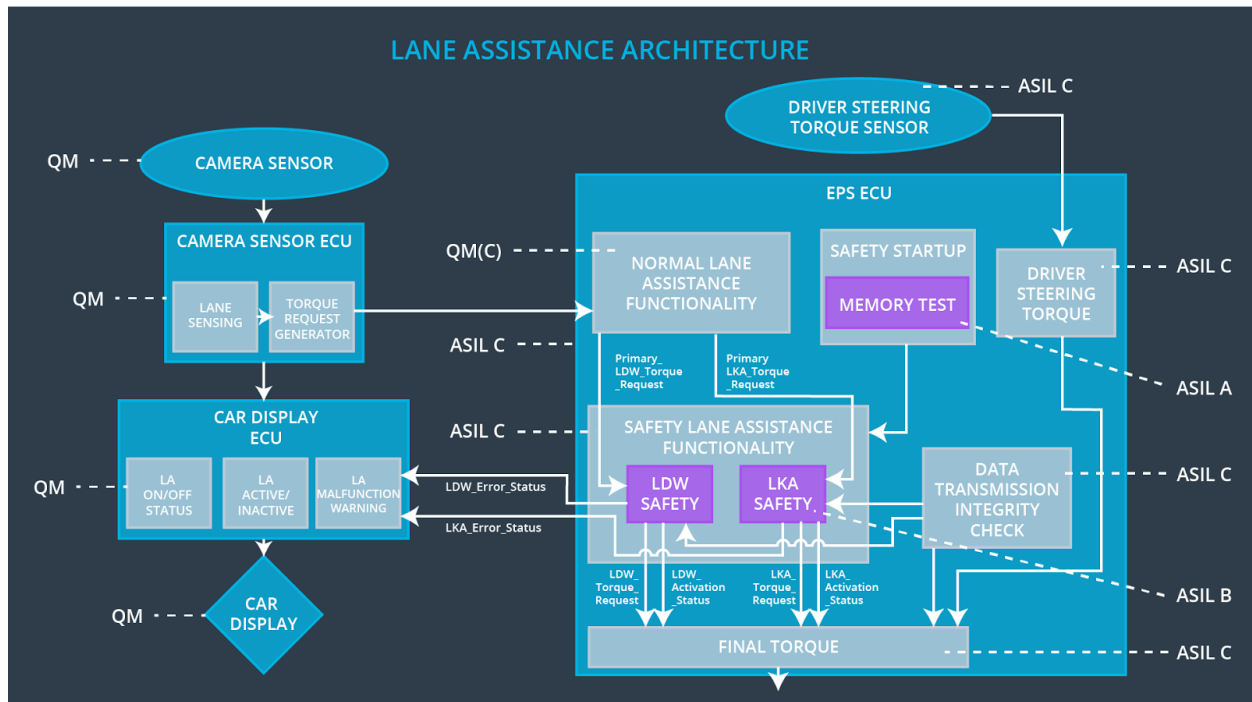 LANE ASSISTANCE ARCHITECTURE
ASIL C
DRIVER STEERING
TORQUE SENSOR
QM
CAMERA SENSOR
EPS ECU
CAMERA SENSOR ECU
QM
LANE
SENSING
TORQUE
REQUEST
GENERATOR
QM(C)
NORMAL LANE
ASSISTANCE
FUNCTIONALITY
SAFETY STARTUP
MEMORY TEST
DRIVER
STEERING
TORQUE
ASIL C
ASIL C
ASIL A
Primary_
LDW_Torque
_Request
Primary
LKA_Torque
_Request
CAR DISPLAY
ECU
QM
LA
ON/OFF
STATUS
LA
ACTIVE/
INACTIVE
LA
MALFUNCTION
WARNING
ASIL C
SAFETY LANE ASSISTANCE
FUNCTIONALITY
LDW
SAFETY
LKA
SAFETY
DATA
TRANSMISSION
INTEGRITY
CHECK
ASIL C
LDW_Error_Status
LKA_Error_Status
LDW_
Torque_
Request
LDW_
Activation
_Status
LKA_
Torque_
Request
LKA_
Activation
_Status
ASIL B
QM
CAR
DISPLAY
FINAL TORQUE
ASIL C